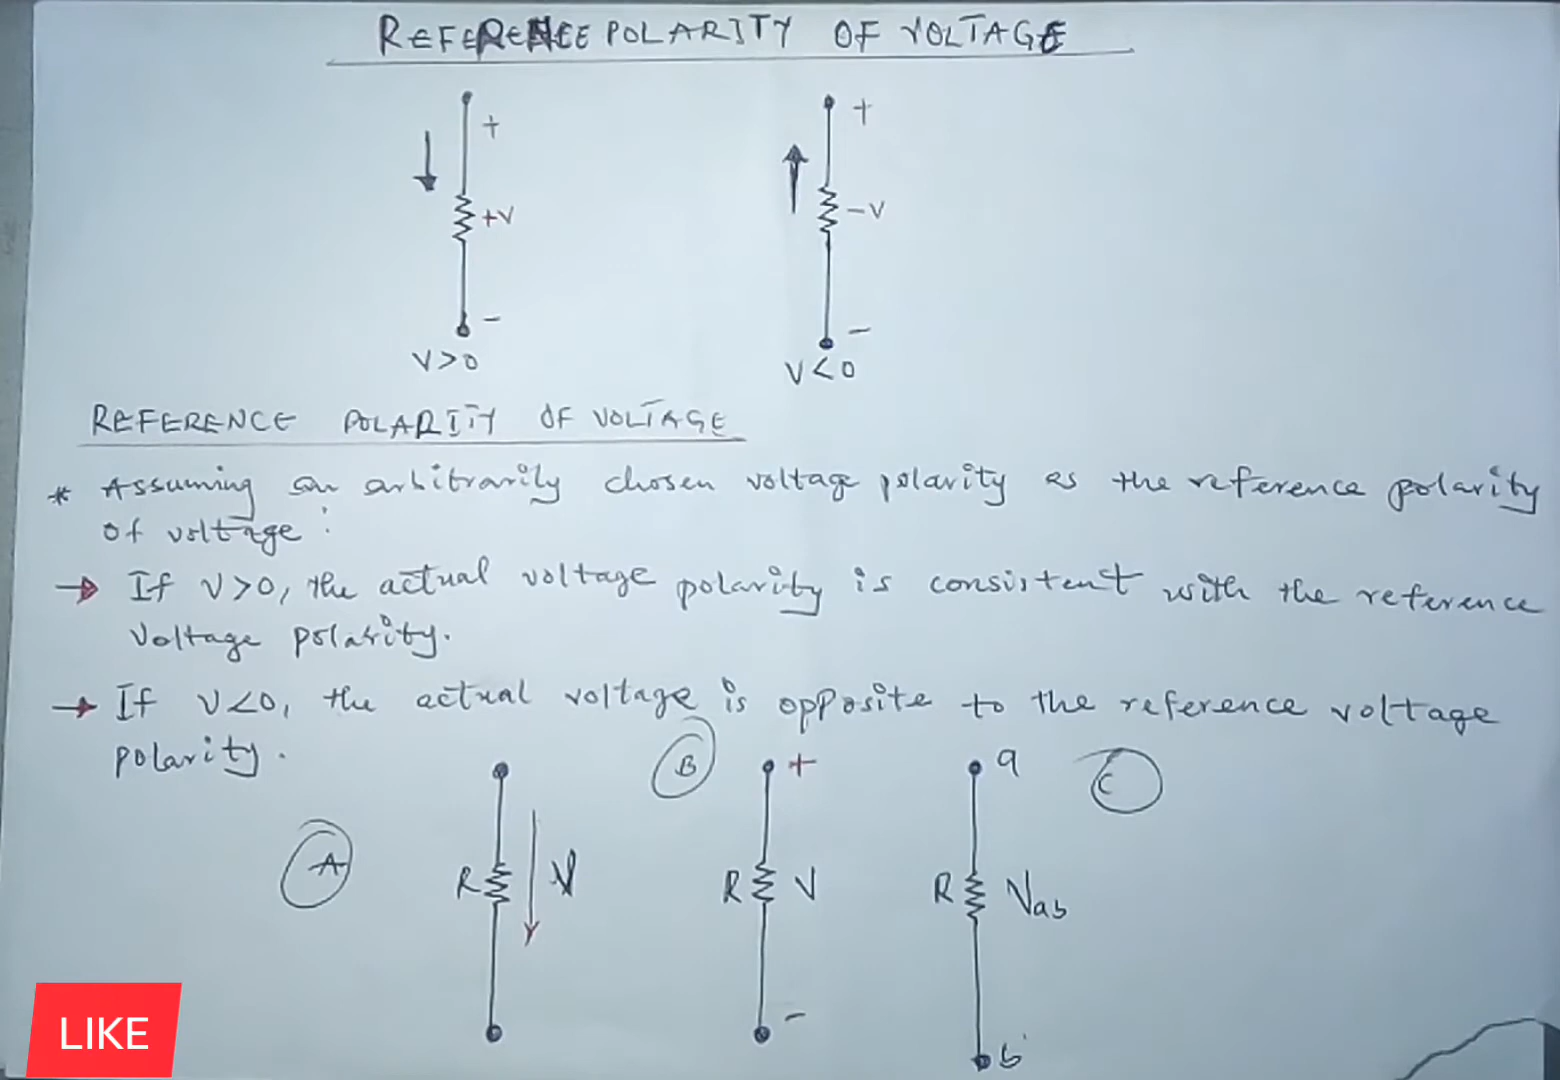 REFERENCE POLARITY OF VOLTAGE
+ +
+V -V
- -
V>0 V<0
REFERENCE POLARITY OF VOLTAGE
* Assuming an arbitrarily chosen voltage polarity as the reference polarity
of voltage:
→ If V>0, the actual voltage polarity is consistent with the reference
voltage polarity.
→ If V<0, the actual voltage is opposite to the reference voltage
polarity.
B + a C
A R V R V R Vab
- b
LIKE